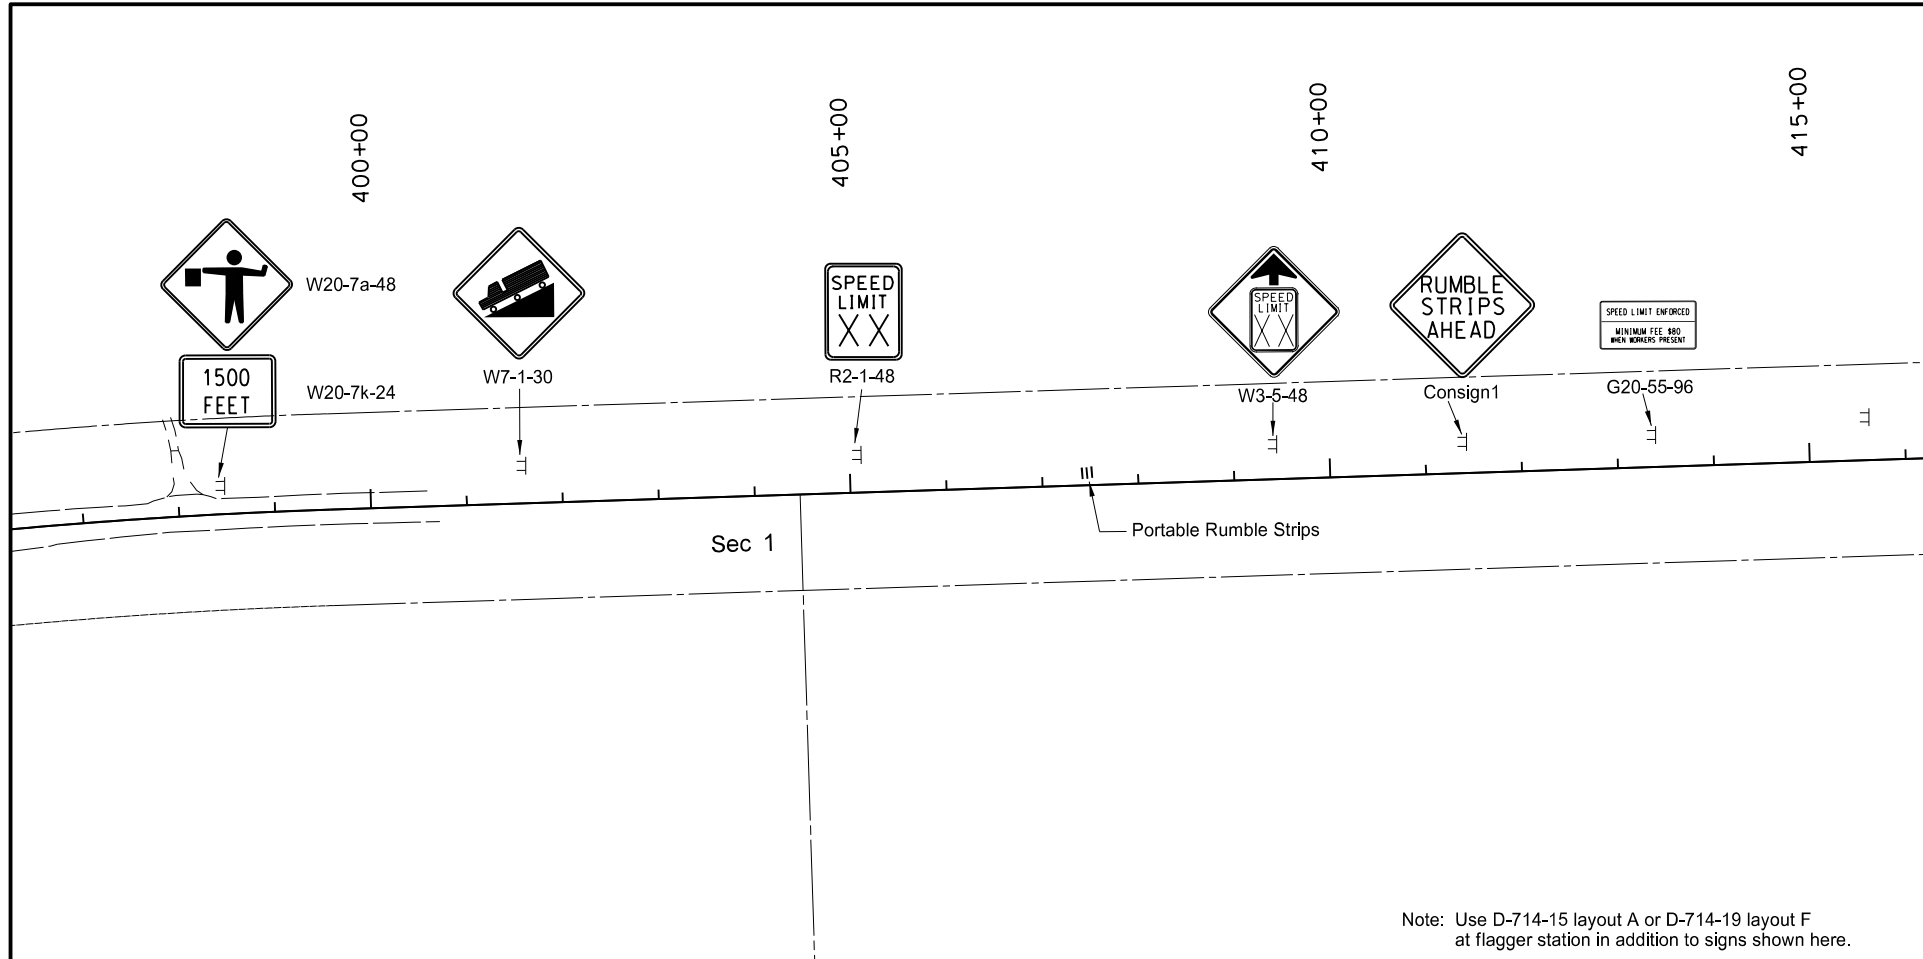 400+00
405+00
410+00
415+00
W20-7a-48
1500
FEET
W20-7k-24
W7-1-30
SPEED
LIMIT
XX
R2-1-48
SPEED
LIMIT
XX
W3-5-48
RUMBLE
STRIPS
AHEAD
Consign1
SPEED LIMIT ENFORCED
MINIMUM FEE $80
WHEN WORKERS PRESENT
G20-55-96
Portable Rumble Strips
Sec 1
Note: Use D-714-15 layout A or D-714-19 layout F
at flagger station in addition to signs shown here.